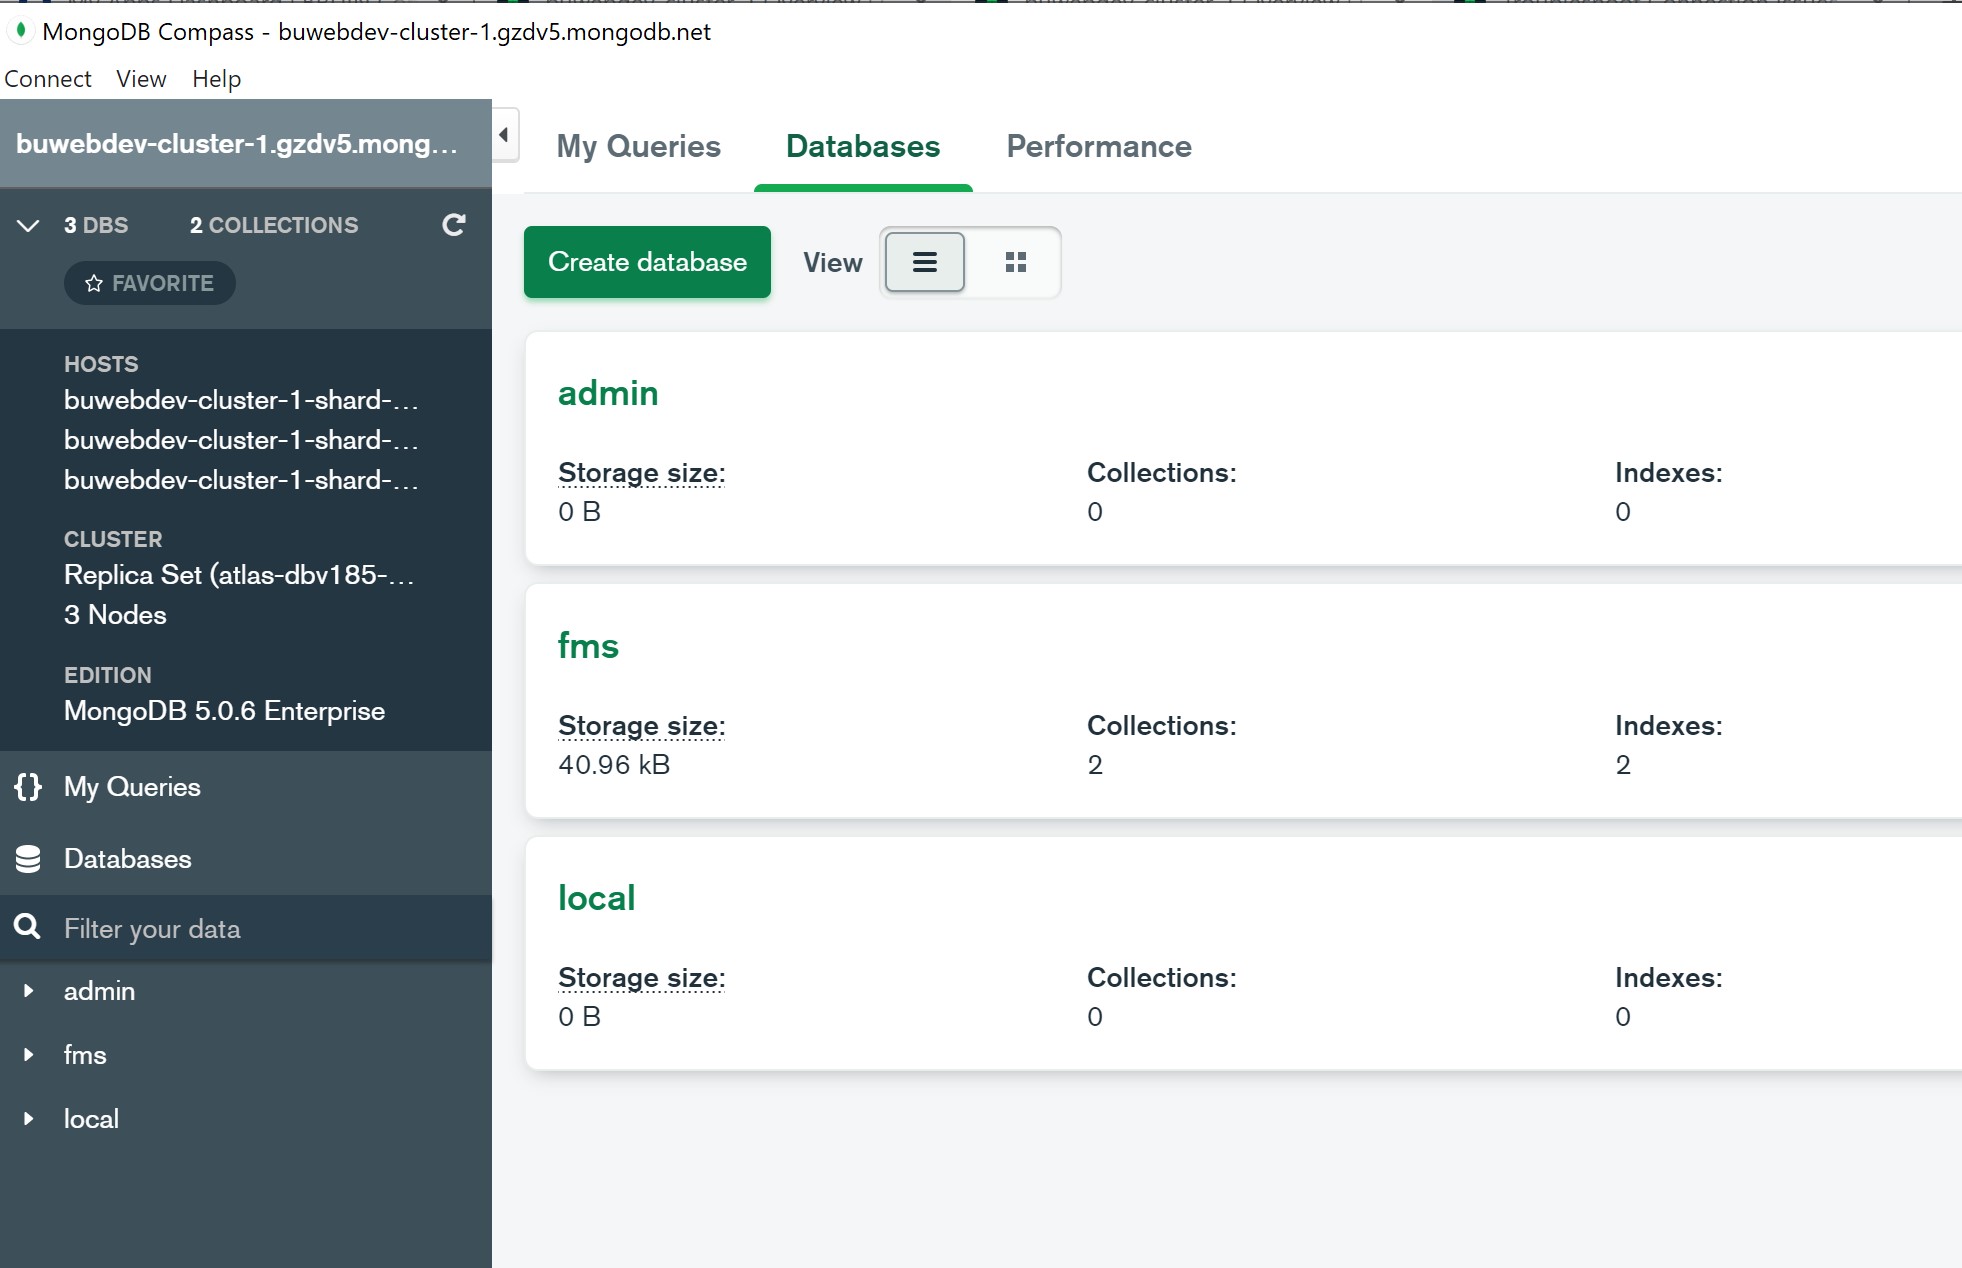 MongoDB Compass - buwebdev-cluster-1.gzdv5.mongodb.net
Connect View Help
buwebdev-cluster-1.gzdv5.mong...
3 DBS 2 COLLECTIONS
FAVORITE
HOSTS
buwebdev-cluster-1-shard-...
buwebdev-cluster-1-shard-...
buwebdev-cluster-1-shard-...
CLUSTER
Replica Set (atlas-dbv185-...
3 Nodes
EDITION
MongoDB 5.0.6 Enterprise
{} My Queries
Databases
Filter your data
admin
fms
local
My Queries Databases Performance
Create database View
admin
Storage size: Collections: Indexes:
0 B 0 0
fms
Storage size: Collections: Indexes:
40.96 kB 2 2
local
Storage size: Collections: Indexes:
0 B 0 0